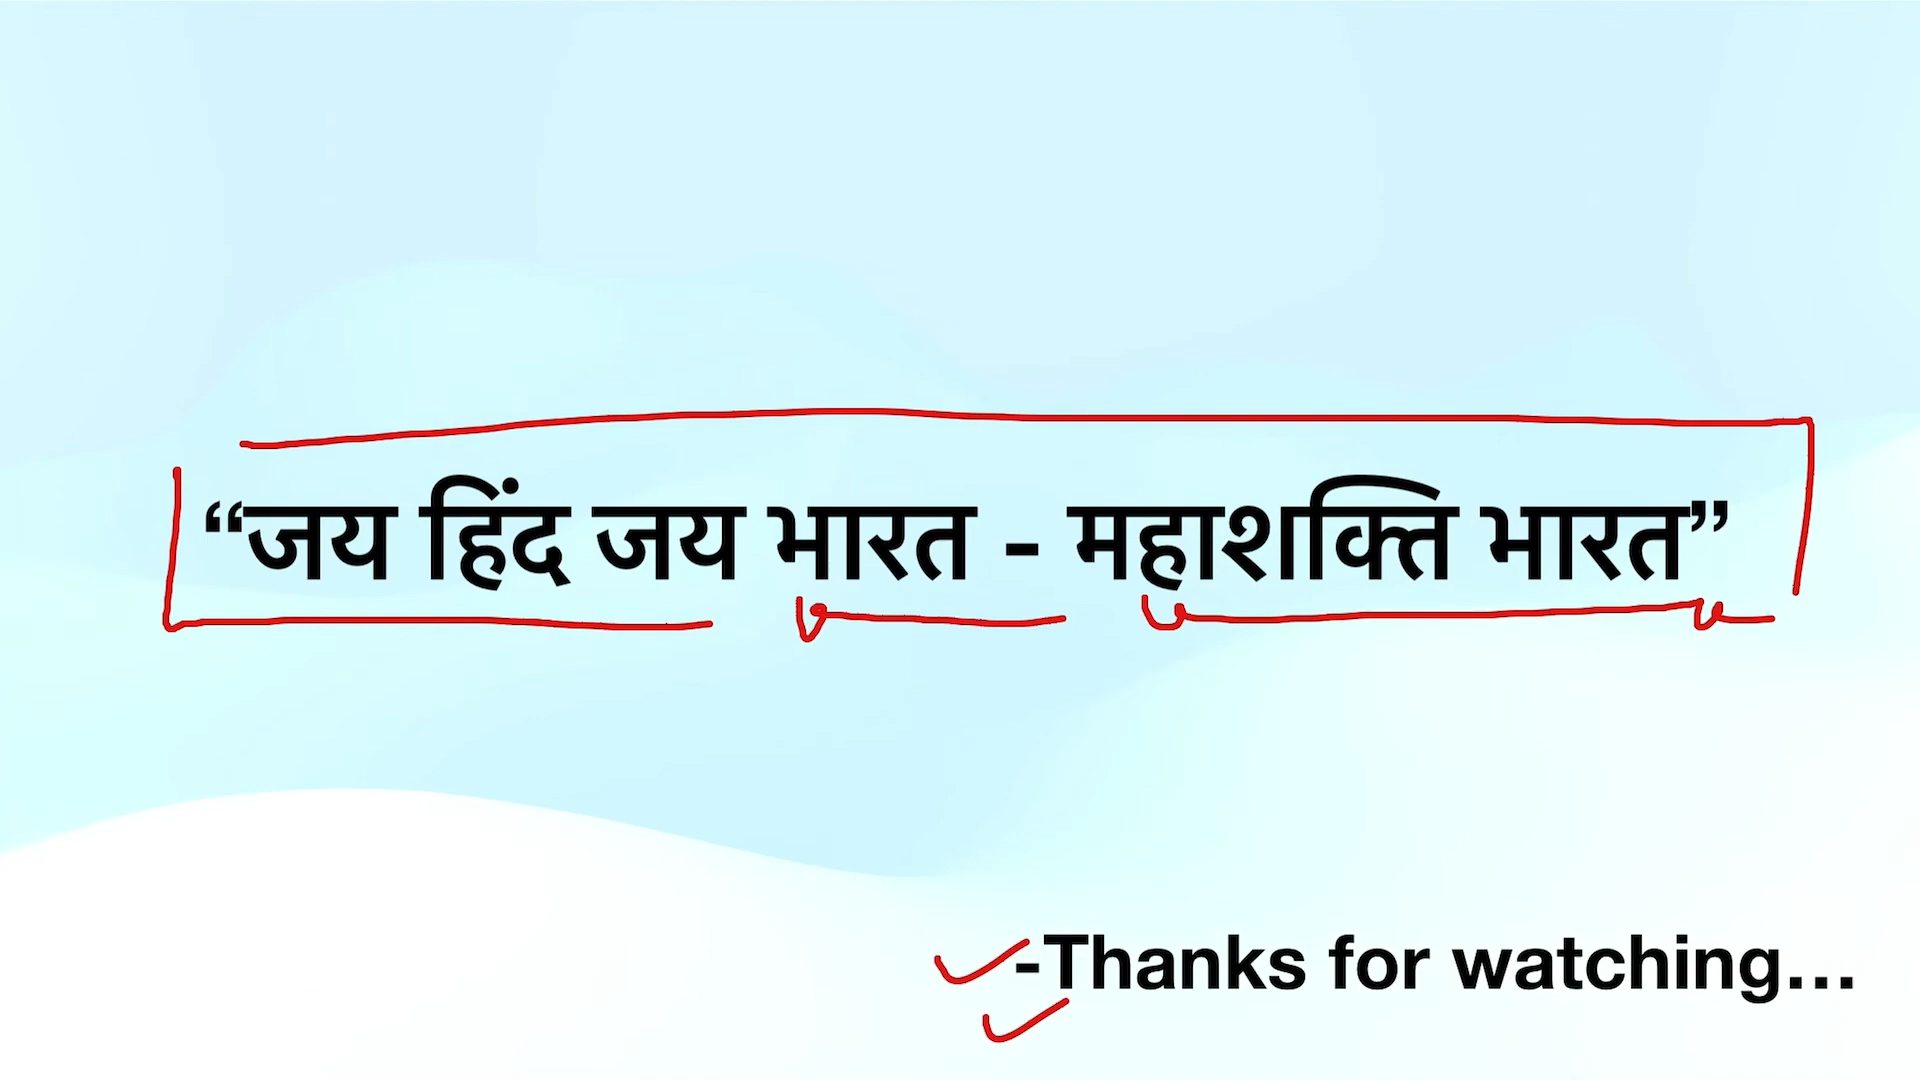 “जय हिंद जय भारत - महाशक्ति भारत”
-Thanks for watching...